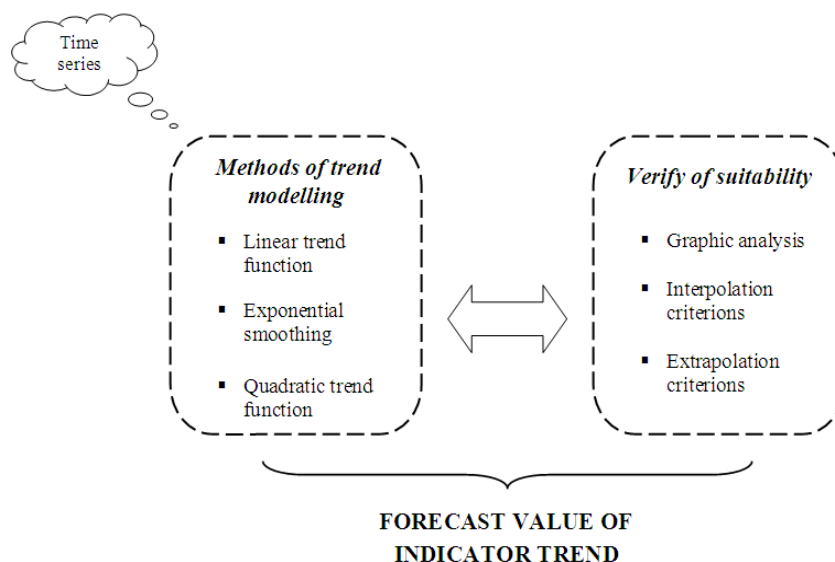 Time
series
Methods of trend
modelling
▪ Linear trend
function
▪ Exponential
smoothing
▪ Quadratic trend
function
Verify of suitability
▪ Graphic analysis
▪ Interpolation
criterions
▪ Extrapolation
criterions
FORECAST VALUE OF
INDICATOR TREND